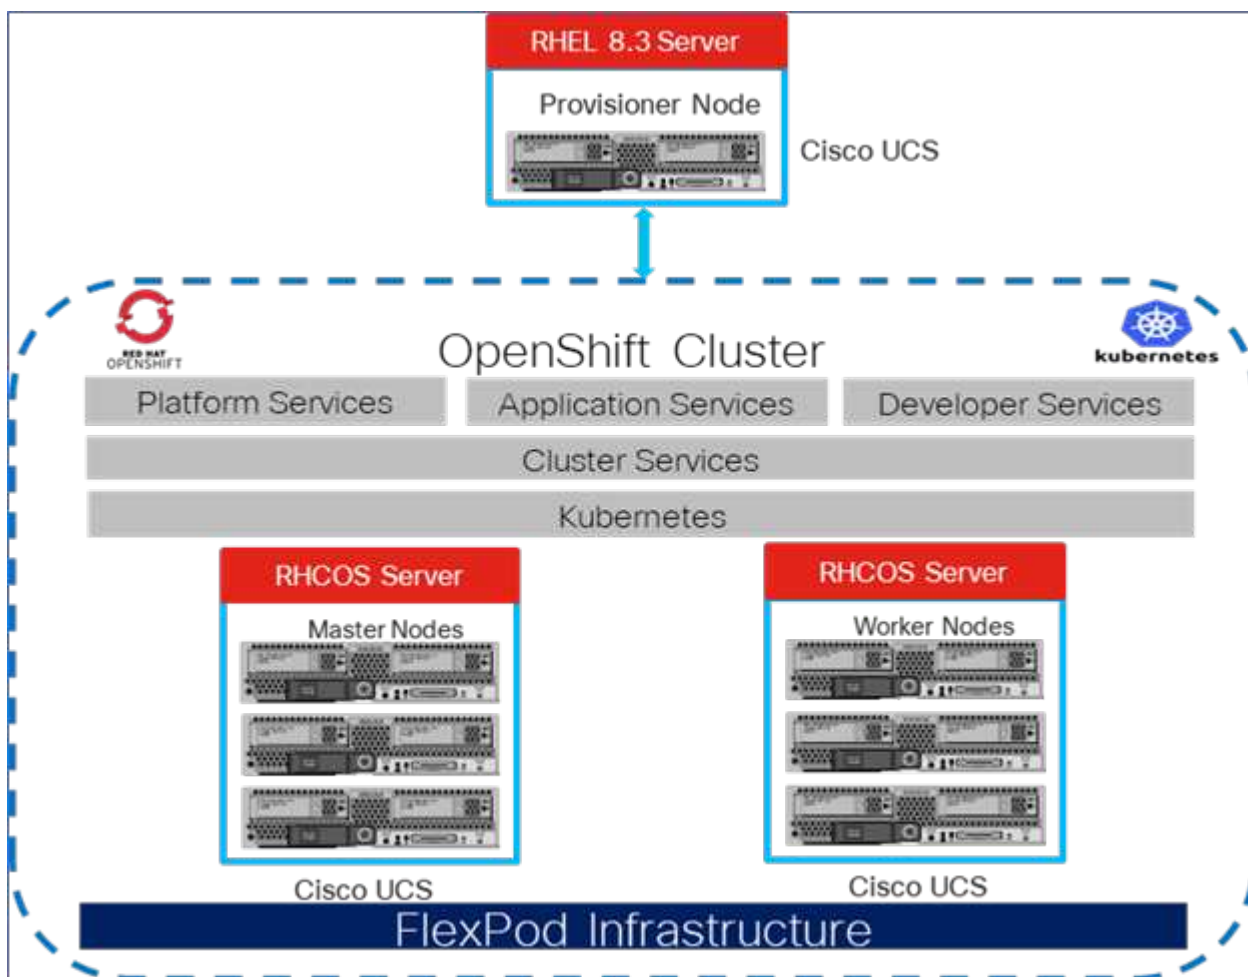 RHEL 8.3 Server
Provisioner Node
Cisco UCS
RED HAT
OPENSHIFT
OpenShift Cluster
kubernetes
Platform Services
Application Services
Developer Services
Cluster Services
Kubernetes
RHCOS Server
Master Nodes
Cisco UCS
RHCOS Server
Worker Nodes
Cisco UCS
FlexPod Infrastructure